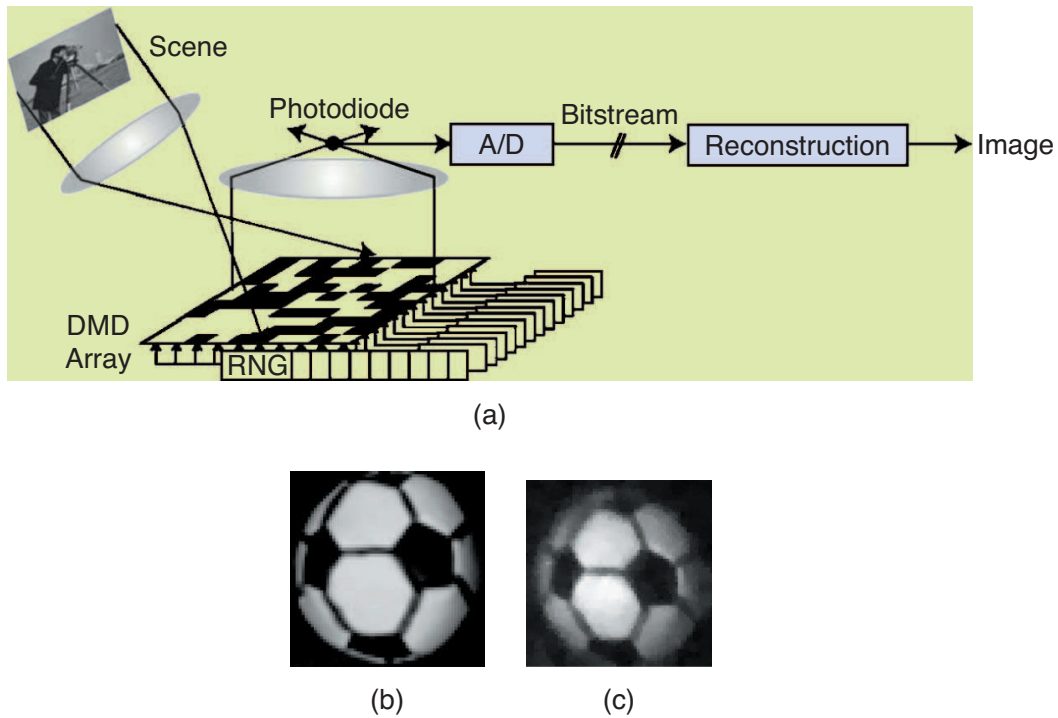 Scene
Photodiode
Bitstream
A/D
Reconstruction
Image
DMD
Array
RNG
(a)
(b)
(c)